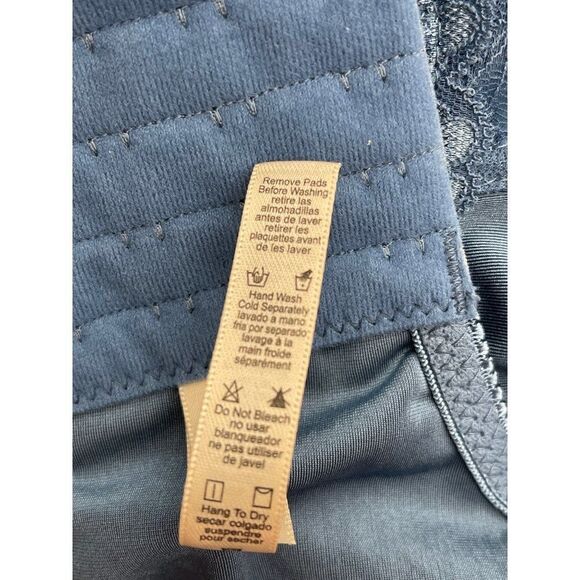 Remove Pads
Before Washing
retire las
almohadillas
antes de laver
retirer les
plaquettes avant
de les laver
Hand Wash
Cold Separately
lavado a mano
fria por separado
lavage à la
main froide
séparément
Do Not Bleach
no usar
blanqueador
ne pas utiliser
de javel
Hang To Dry
secar colgado
suspendre
pour sécher